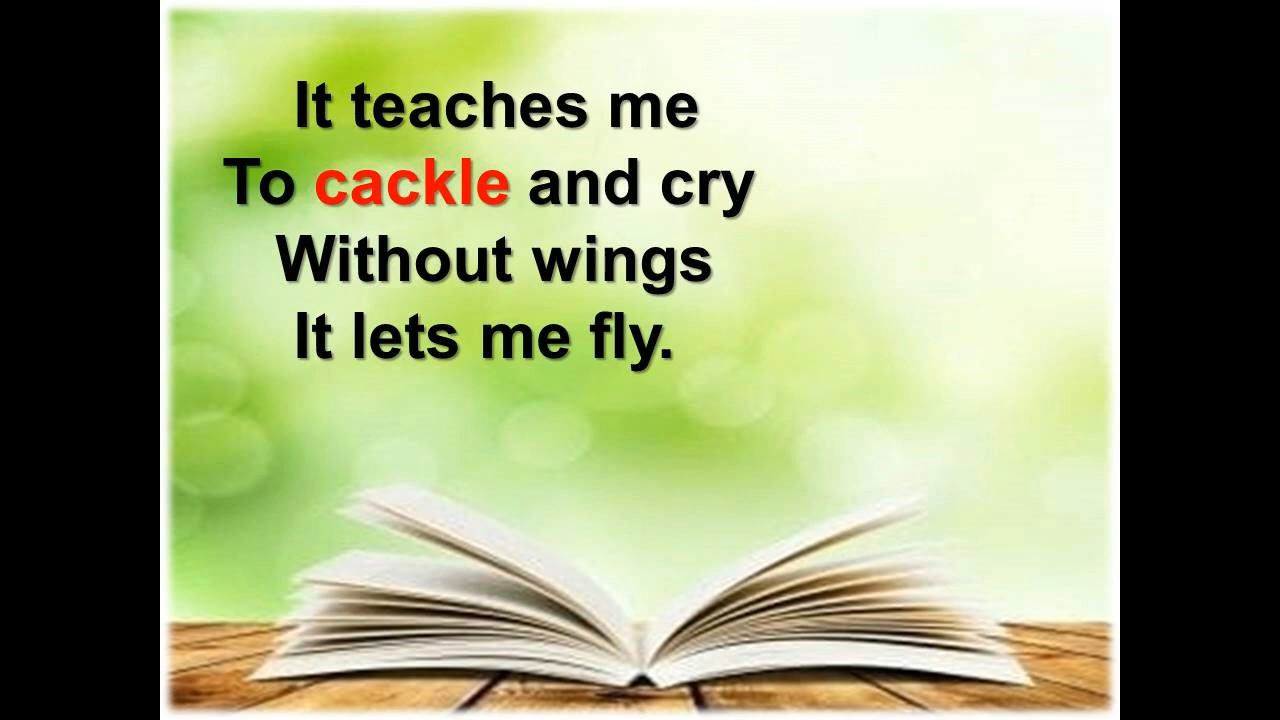 It teaches me
To cackle and cry
Without wings
It lets me fly.